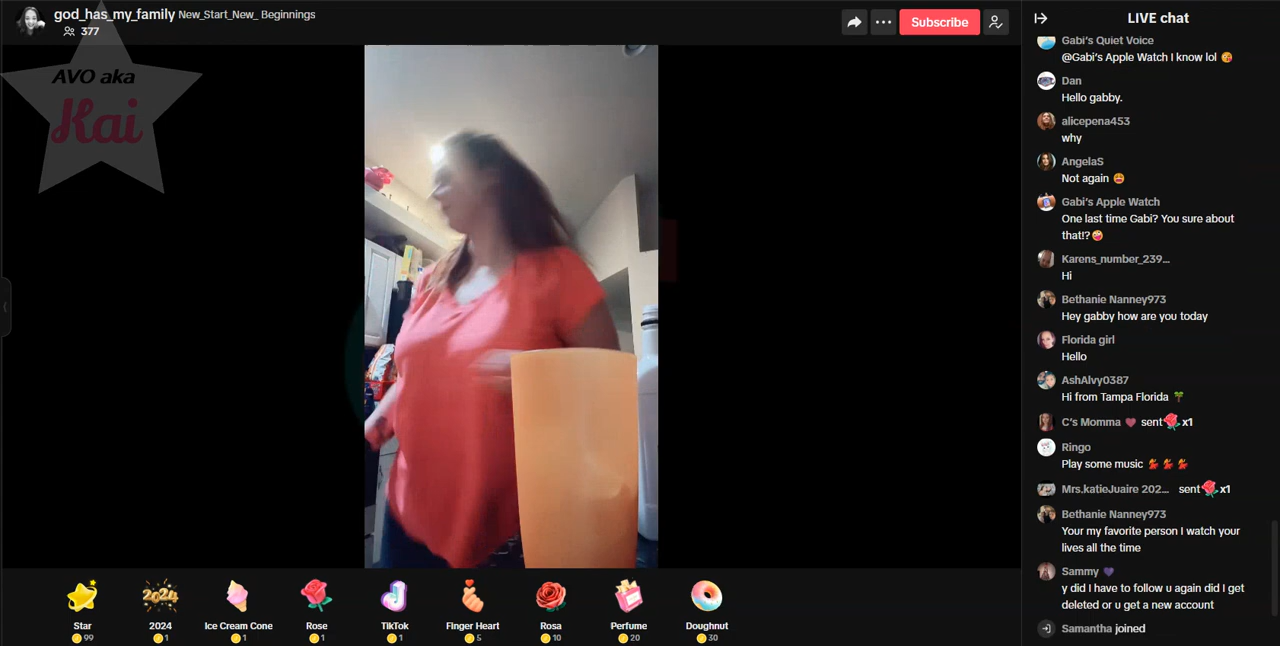 god_has_my_family New_Start_New_ Beginnings
377
Subscribe
AVO aka
Kai
LIVE chat
Gabi's Quiet Voice
@Gabi's Apple Watch I know lol 🥰
Dan
Hello gabby.
alicepena453
why
AngelaS
Not again 🥵
Gabi's Apple Watch
One last time Gabi? You sure about
that!?🤪
Karens_number_239...
Hi
Bethanie Nanney973
Hey gabby how are you today
Florida girl
Hello
AshAlvy0387
Hi from Tampa Florida 🌴
C's Momma 💗 sent🌹x1
Ringo
Play some music 💃 💃 💃
Mrs.katieJuaire 202... sent🌹x1
Bethanie Nanney973
Your my favorite person I watch your
lives all the time
Sammy 💜
y did I have to follow u again did I get
deleted or u get a new account
Samantha joined
2024
Star
2024
Ice Cream Cone
Rose
TikTok
Finger Heart
Rosa
Perfume
Doughnut
99
1
1
1
1
5
10
20
30